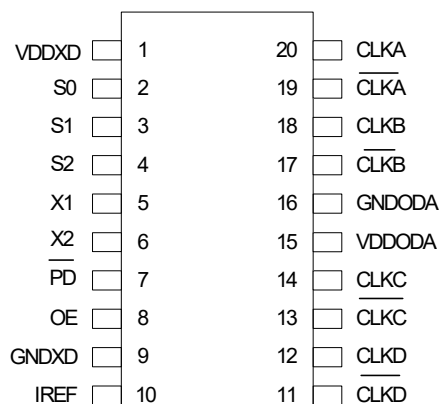 VDDXD 1 20 CLKA
S0 2 19 CLKA
S1 3 18 CLKB
S2 4 17 CLKB
X1 5 16 GNDODA
X2 6 15 VDDODA
PD 7 14 CLKC
OE 8 13 CLKC
GNDXD 9 12 CLKD
IREF 10 11 CLKD